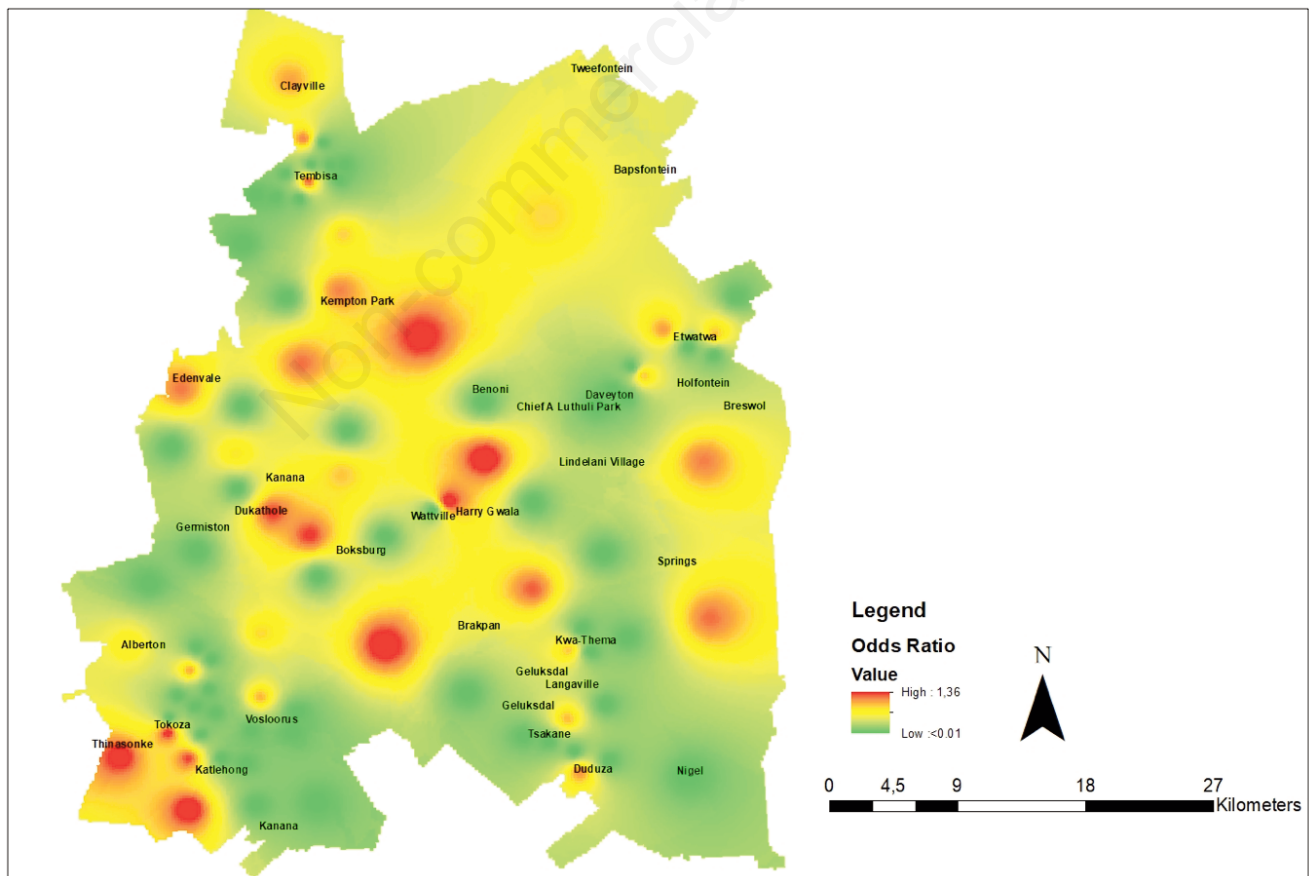 Tweefontein
Clayville
Bapsfontein
Tembisa
Kempton Park
Etwatwa
Edenvale
Holfontein
Benoni
Daveyton
Chief A Luthuli Park
Breswol
Lindelani Village
Kanana
Dukathole
Wattville
Harry Gwala
Germiston
Boksburg
Springs
Brakpan
Kwa-Thema
Alberton
Geluksdal
Langaville
Geluksdal
Vosloorus
Tokoza
Tsakane
Thinasonke
Katlehong
Duduza
Nigel
Kanana
Non-commercial
Legend
Odds Ratio
Value
High : 1,36
Low :<0.01
N
0 4,5 9 18 27
Kilometers